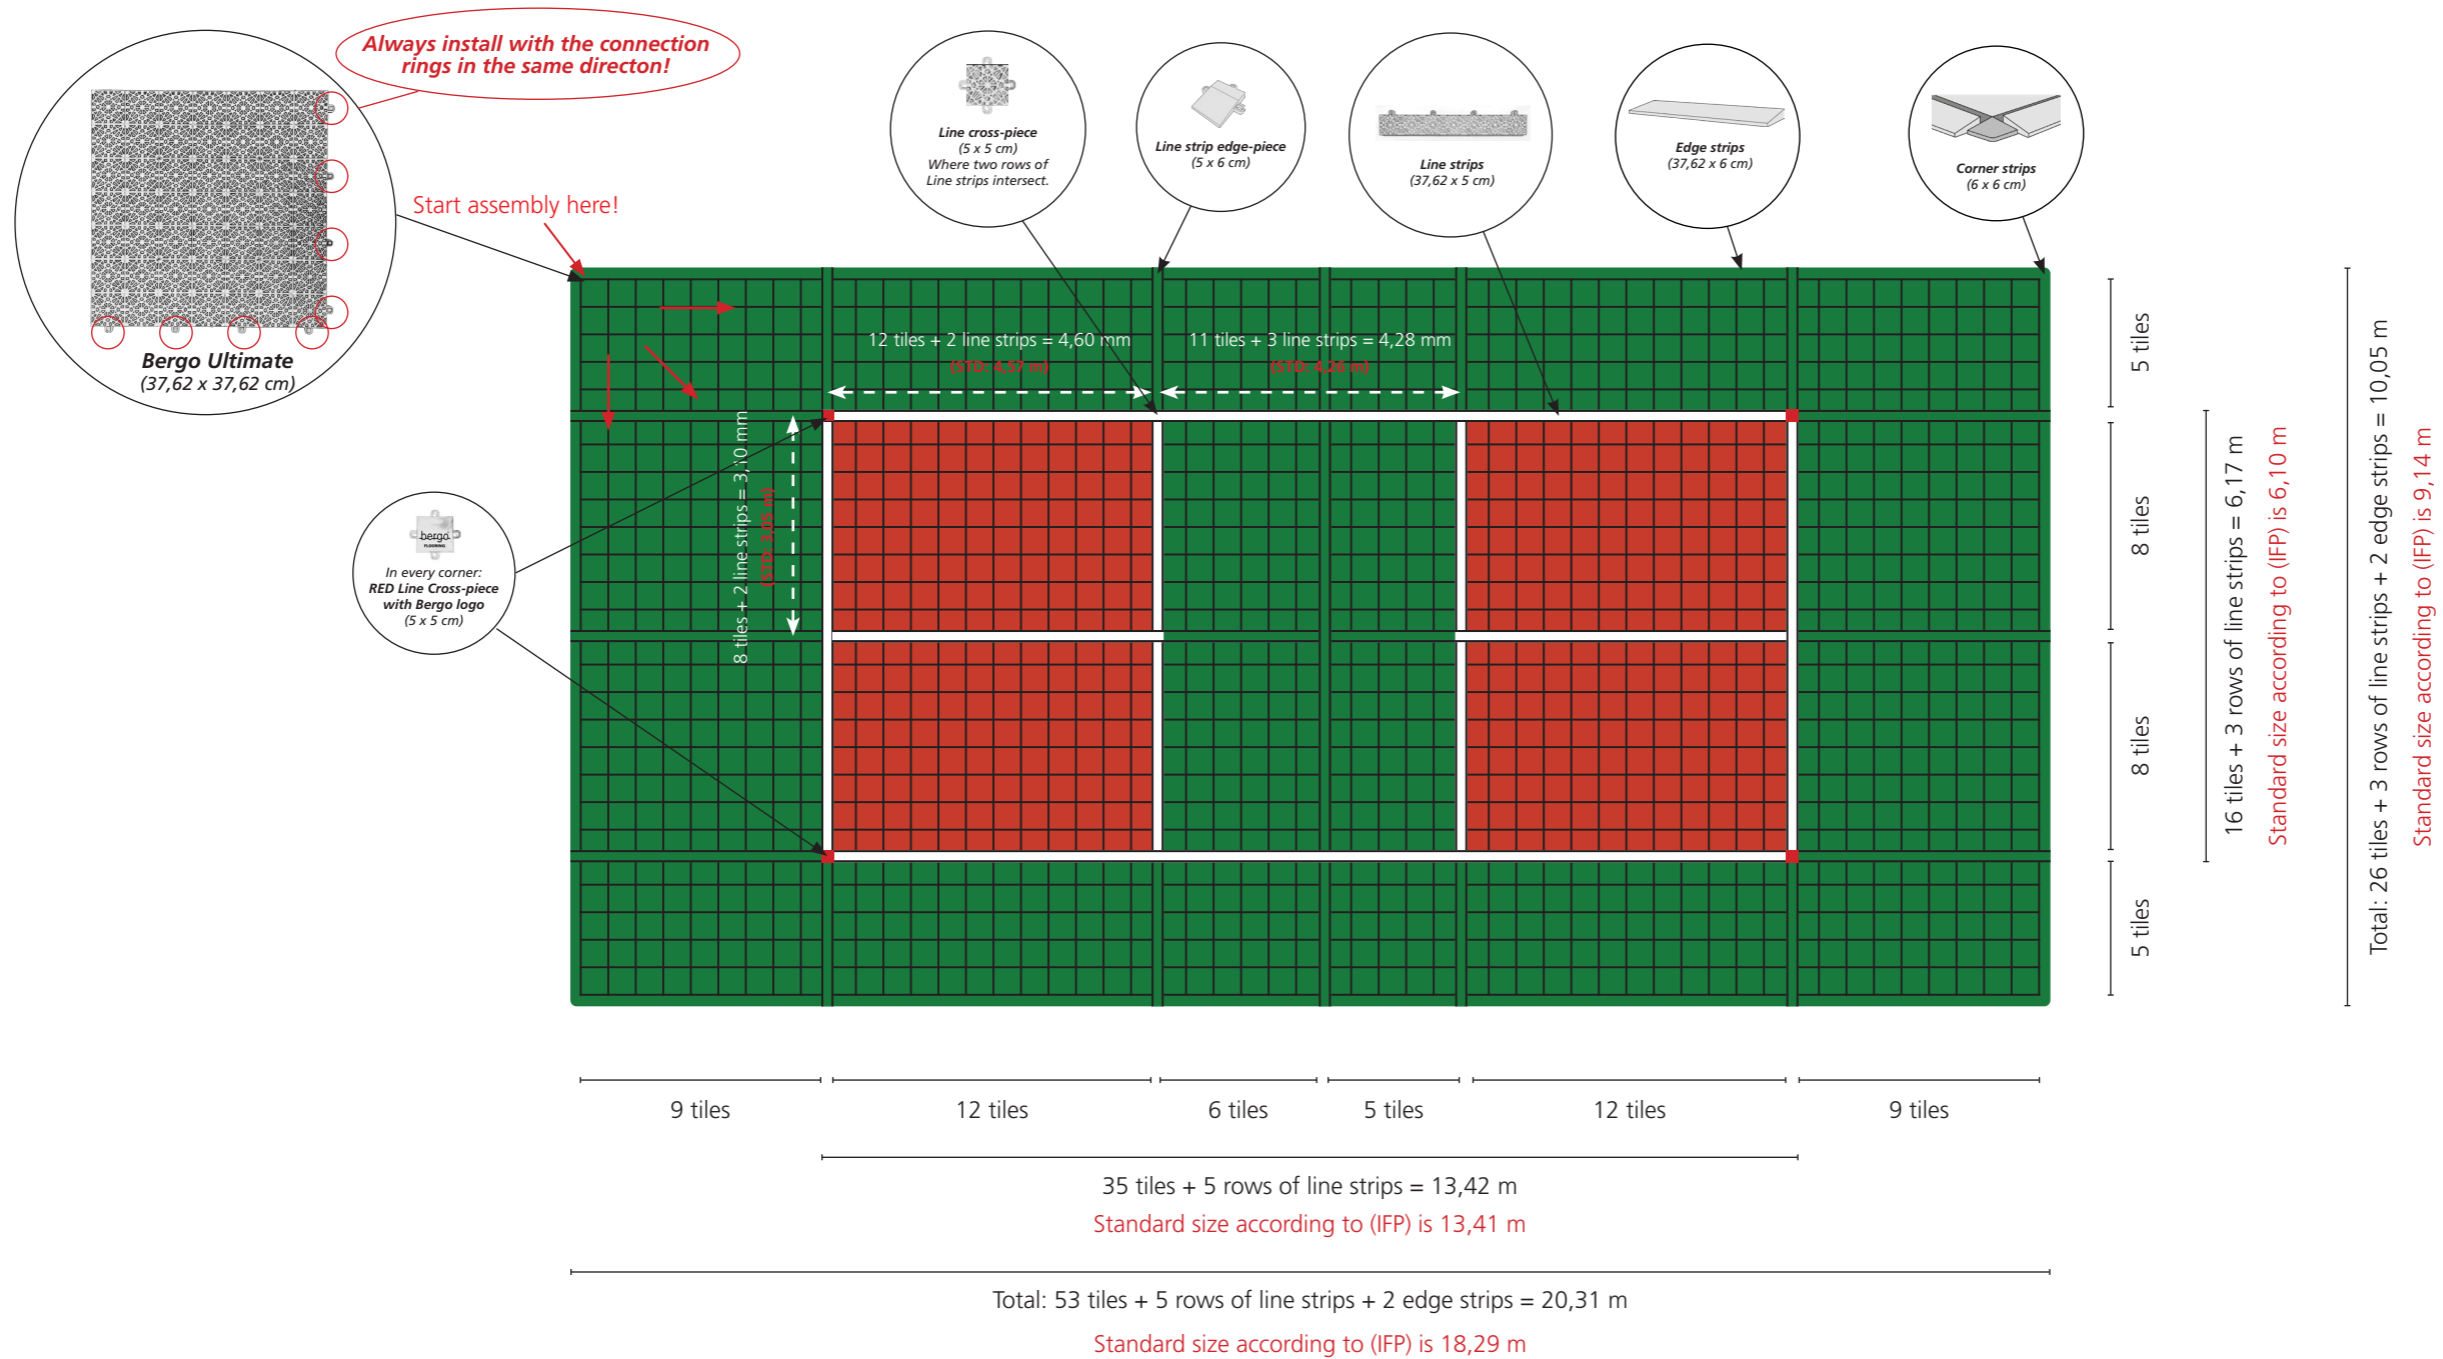 Always install with the connection
rings in the same directon!
Bergo Ultimate
(37,62 x 37,62 cm)
Start assembly here!
Line cross-piece
(5 x 5 cm)
Where two rows of
Line strips intersect.
Line strip edge-piece
(5 x 6 cm)
Line strips
(37,62 x 5 cm)
Edge strips
(37,62 x 6 cm)
Corner strips
(6 x 6 cm)
12 tiles + 2 line strips = 4,60 mm
(STD: 4,57 m)
11 tiles + 3 line strips = 4,28 mm
(STD: 4,26 m)
8 tiles + 2 line strips = 3,10 mm
(STD: 3,05 m)
bergo
FLOORING
In every corner:
RED Line Cross-piece
with Bergo logo
(5 x 5 cm)
5 tiles
8 tiles
8 tiles
5 tiles
16 tiles + 3 rows of line strips = 6,17 m
Standard size according to (IFP) is 6,10 m
Total: 26 tiles + 3 rows of line strips + 2 edge strips = 10,05 m
Standard size according to (IFP) is 9,14 m
9 tiles
12 tiles
6 tiles
5 tiles
12 tiles
9 tiles
35 tiles + 5 rows of line strips = 13,42 m
Standard size according to (IFP) is 13,41 m
Total: 53 tiles + 5 rows of line strips + 2 edge strips = 20,31 m
Standard size according to (IFP) is 18,29 m